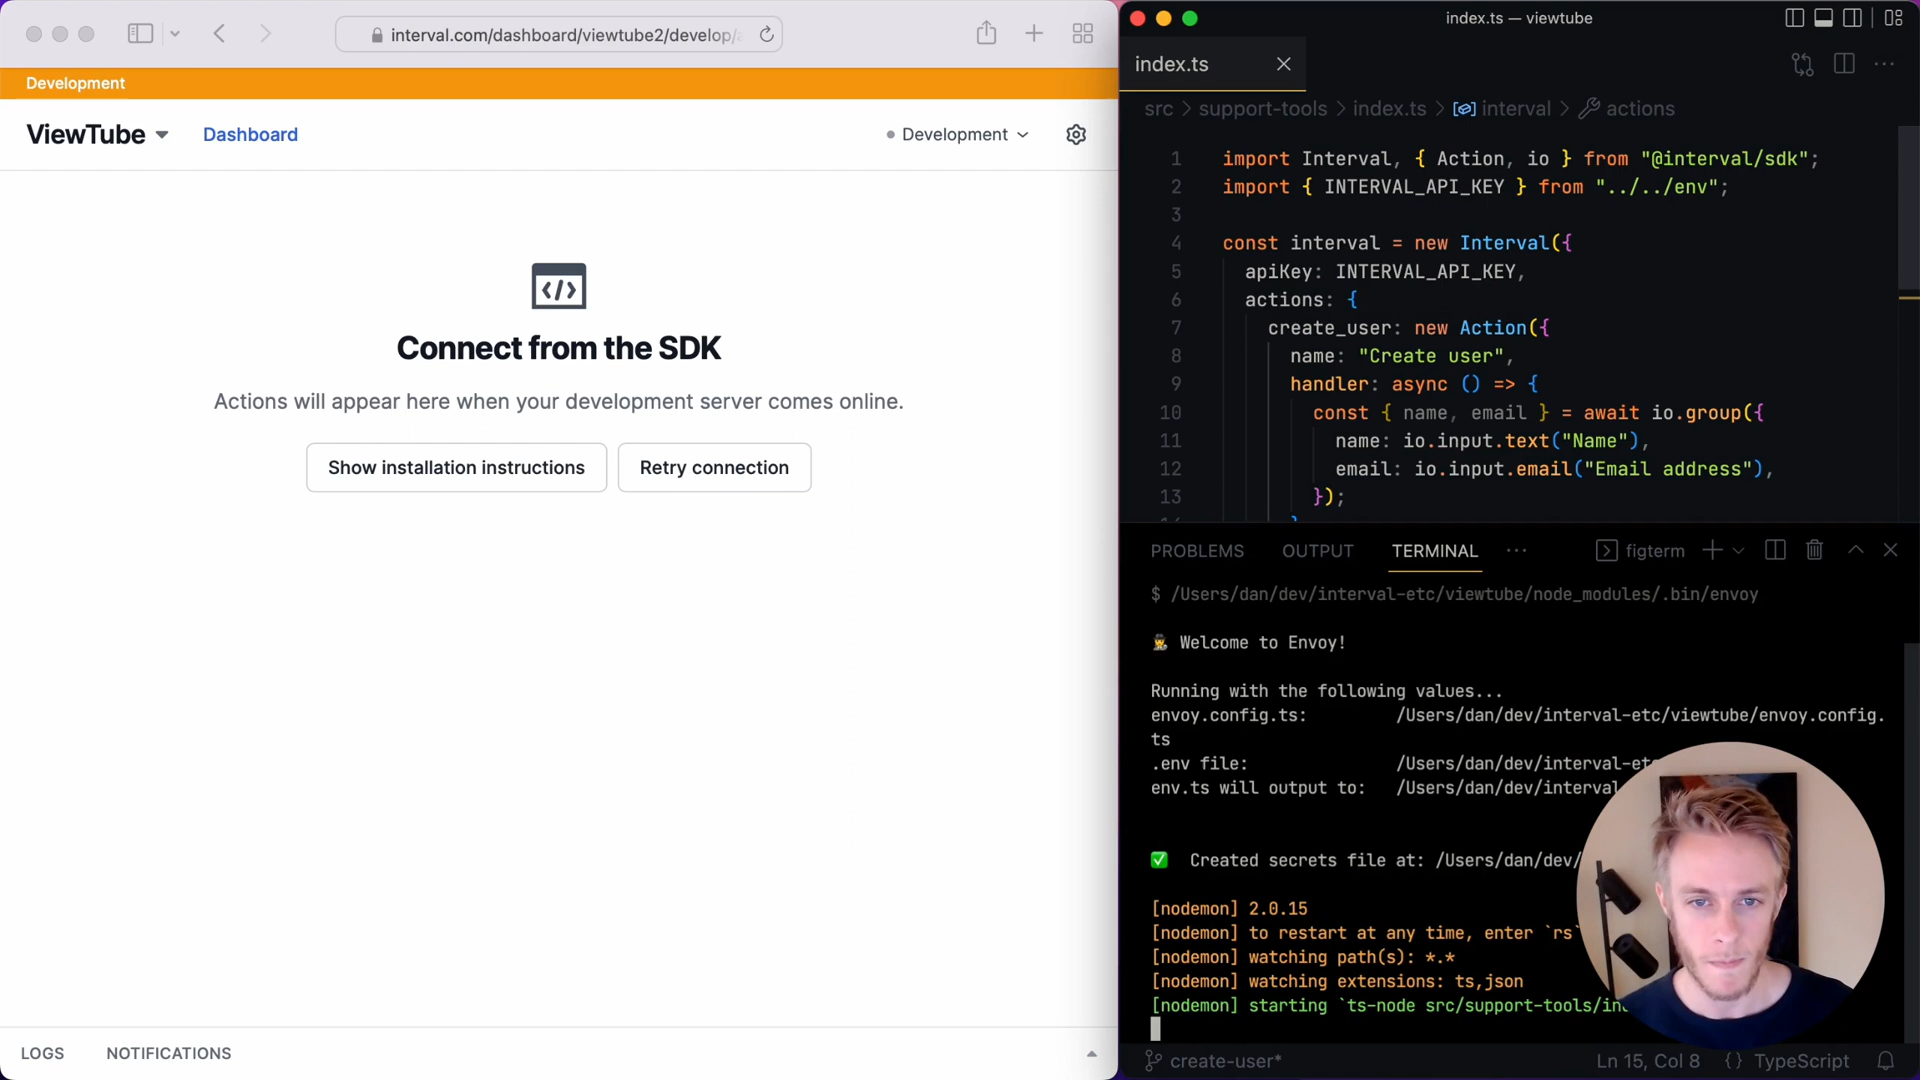 interval.com/dashboard/viewtube2/develop/
Development
ViewTube
Dashboard
Development
Connect from the SDK
Actions will appear here when your development server comes online.
Show installation instructions
Retry connection
LOGS
NOTIFICATIONS
index.ts — viewtube
index.ts
src > support-tools > index.ts > interval > actions
1 import Interval, { Action, io } from "@interval/sdk";
2 import { INTERVAL_API_KEY } from "../../env";
3
4 const interval = new Interval({
5 apiKey: INTERVAL_API_KEY,
6 actions: {
7 create_user: new Action({
8 name: "Create user",
9 handler: async () => {
10 const { name, email } = await io.group({
11 name: io.input.text("Name"),
12 email: io.input.email("Email address"),
13 });
PROBLEMS OUTPUT TERMINAL ··· figterm
$ /Users/dan/dev/interval-etc/viewtube/node_modules/.bin/envoy
Welcome to Envoy!
Running with the following values...
envoy.config.ts: /Users/dan/dev/interval-etc/viewtube/envoy.config.
ts
.env file: /Users/dan/dev/interval-etc
env.ts will output to: /Users/dan/dev/interval
✅ Created secrets file at: /Users/dan/dev/
[nodemon] 2.0.15
[nodemon] to restart at any time, enter `rs`
[nodemon] watching path(s): *.*
[nodemon] watching extensions: ts,json
[nodemon] starting `ts-node src/support-tools/in
create-user*
Ln 15, Col 8 {} TypeScript